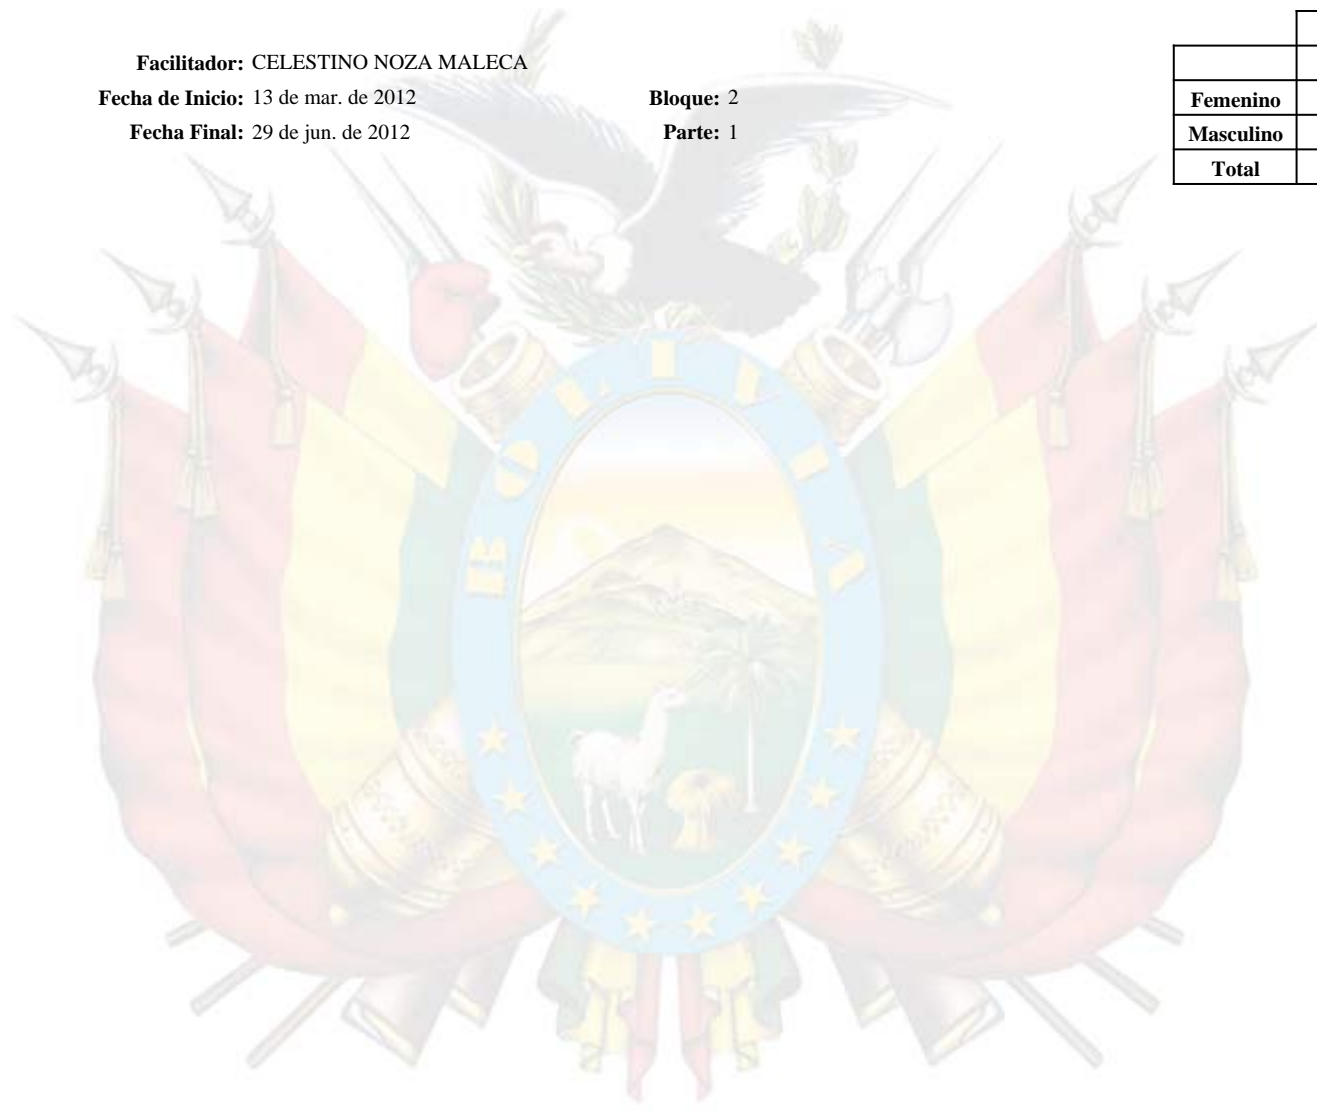 Facilitador: CELESTINO NOZA MALECA
Fecha de Inicio: 13 de mar. de 2012 Bloque: 2
Fecha Final: 29 de jun. de 2012 Parte: 1
Femenino
Masculino
Total
BOLIVIA